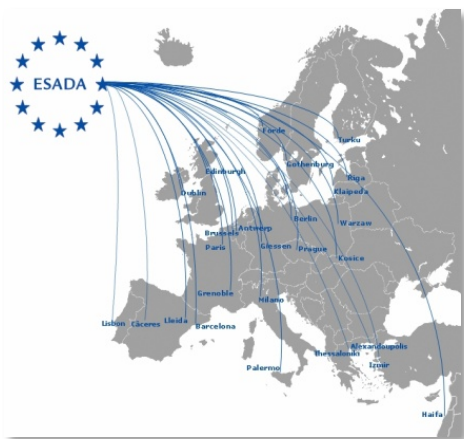 ESADA
Førde
Turku
Gothenburg
Edinburgh
Riga
Klaipeda
Dublin
Berlin
Warzaw
Antwerp
Brussels
Paris
Giessen
Prague
Kosice
Grenoble
Milano
Lisbon
Cáceres
Lleida
Barcelona
Alexandoupolis
Thessaloniki
Izmir
Palermo
Haifa